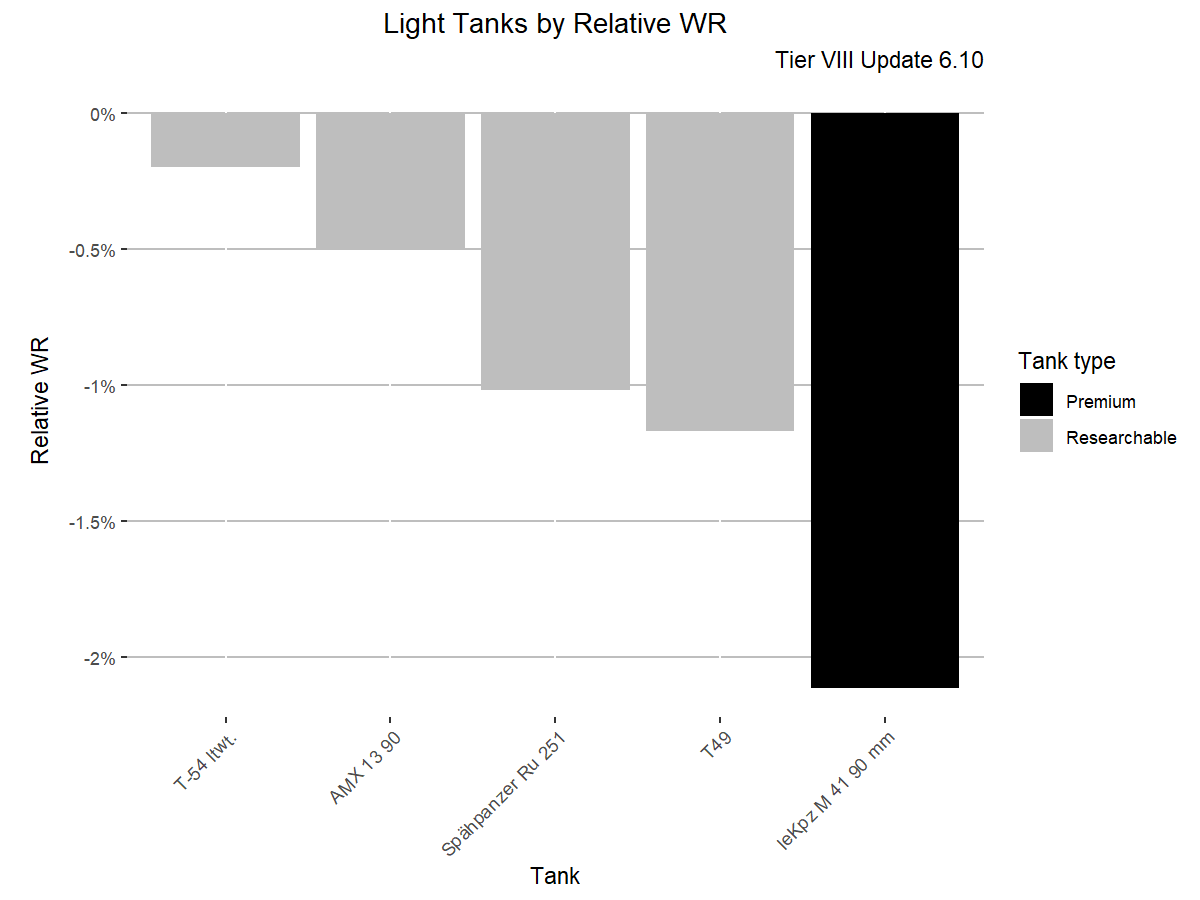 Light Tanks by Relative WR
Tier VIII Update 6.10
0%
-0.5%
-1%
-1.5%
-2%
Relative WR
T-54 ltwt.
AMX 13 90
Spähpanzer Ru 251
T49
leKpz M 41 90 mm
Tank
Tank type
Premium
Researchable